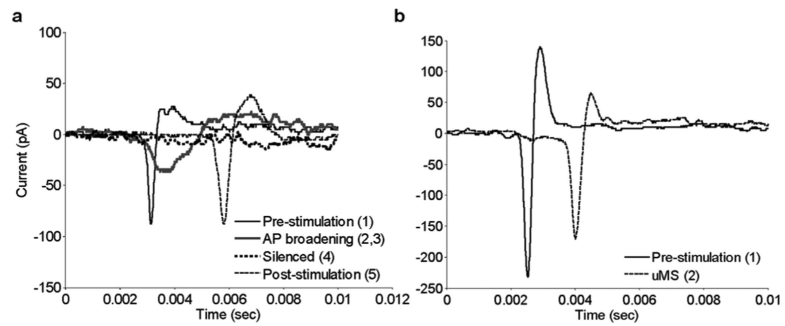 a
100
50
0
-50
-100
-150
Current (pA)
Pre-stimulation (1)
AP broadening (2,3)
Silenced (4)
Post-stimulation (5)
0 0.002 0.004 0.006 0.008 0.01 0.012
Time (sec)
b
150
100
50
0
-50
-100
-150
-200
-250
Pre-stimulation (1)
uMS (2)
0 0.002 0.004 0.006 0.008 0.01
Time (sec)